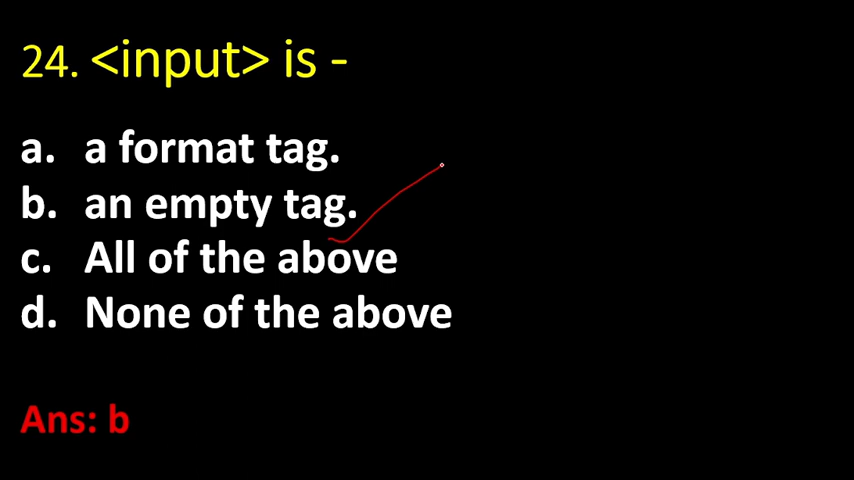 24. <input> is -
a. a format tag.
b. an empty tag.
c. All of the above
d. None of the above
Ans: b